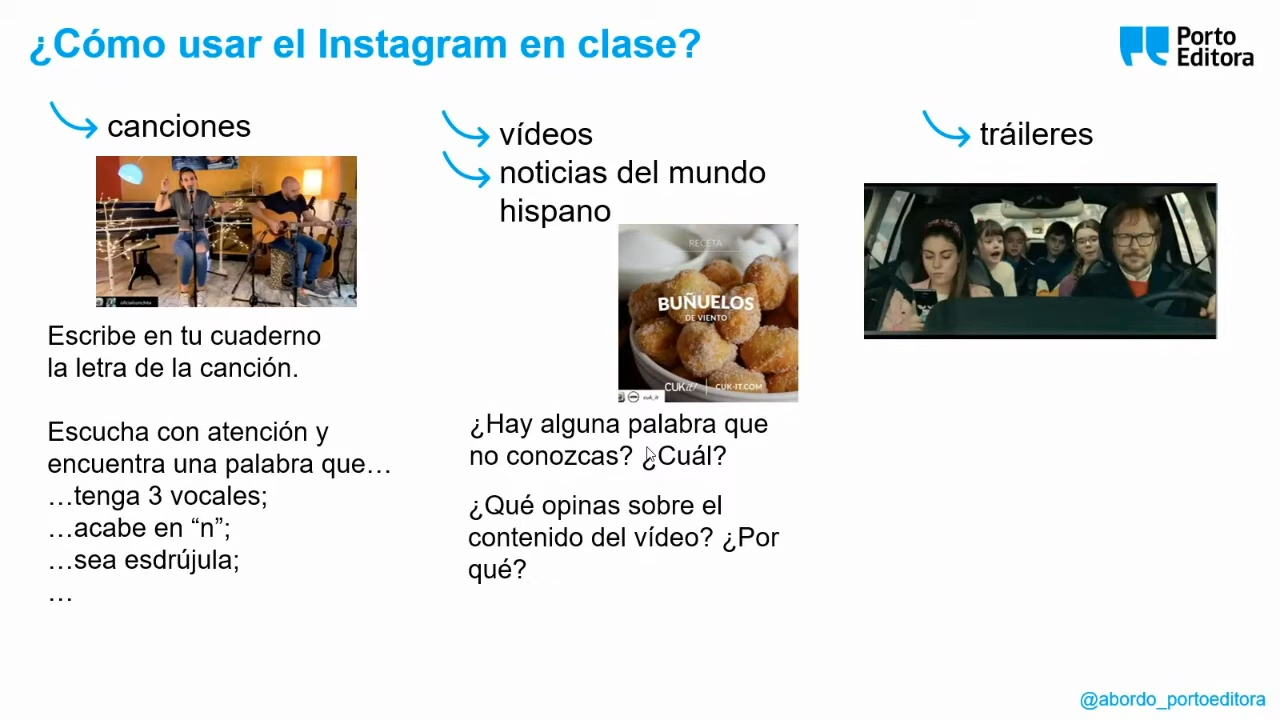 ¿Cómo usar el Instagram en clase?
Porto
Editora
canciones
Escribe en tu cuaderno
la letra de la canción.
Escucha con atención y
encuentra una palabra que…
…tenga 3 vocales;
…acabe en “n”;
…sea esdrújula;
…
vídeos
noticias del mundo
hispano
RECETA
BUÑUELOS
DE VIENTO
CUKit!
CUK-IT.COM
cuk_it
¿Hay alguna palabra que
no conozcas? ¿Cuál?
¿Qué opinas sobre el
contenido del vídeo? ¿Por
qué?
tráileres
@abordo_portoeditora